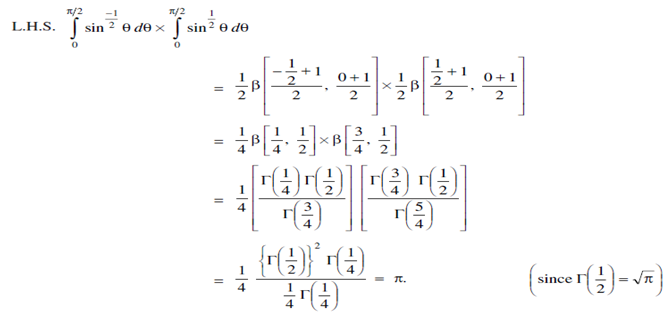 L.H.S. ∫₀^{π/2} sin^{-1/2} θ dθ × ∫₀^{π/2} sin^{1/2} θ dθ
= 1/2 β[(-1/2 + 1)/2, (0 + 1)/2] × 1/2 β[(1/2 + 1)/2, (0 + 1)/2]
= 1/4 β[1/4, 1/2] × β[3/4, 1/2]
= 1/4 [Γ(1/4) Γ(1/2) / Γ(3/4)] [Γ(3/4) Γ(1/2) / Γ(5/4)]
= 1/4 {Γ(1/2)}² Γ(1/4) / (1/4 Γ(1/4)) = π. (since Γ(1/2) = √π)